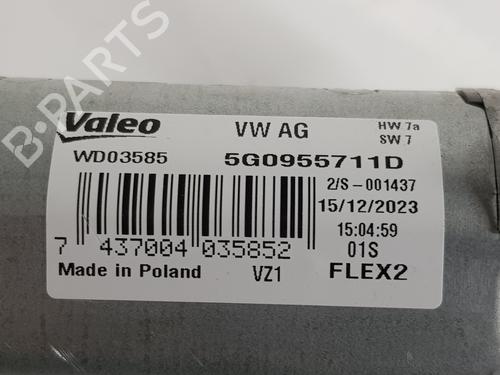 Valeo VW AG HW 7a
SW 7
WD03585 5G0955711D
2/S-001437
15/12/2023
15:04:59
7 437004 035852 01S
Made in Poland VZ1 FLEX2
B-PARTS